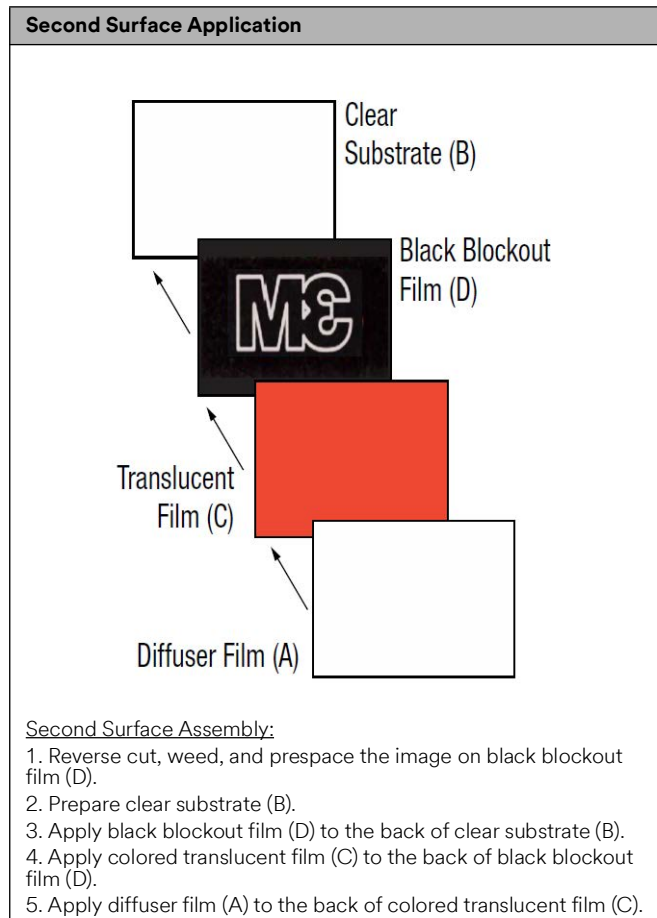 Second Surface Application
Clear
Substrate (B)
Black Blockout
Film (D)
M3
Translucent
Film (C)
Diffuser Film (A)
Second Surface Assembly:
1. Reverse cut, weed, and prespace the image on black blockout
film (D).
2. Prepare clear substrate (B).
3. Apply black blockout film (D) to the back of clear substrate (B).
4. Apply colored translucent film (C) to the back of black blockout
film (D).
5. Apply diffuser film (A) to the back of colored translucent film (C).